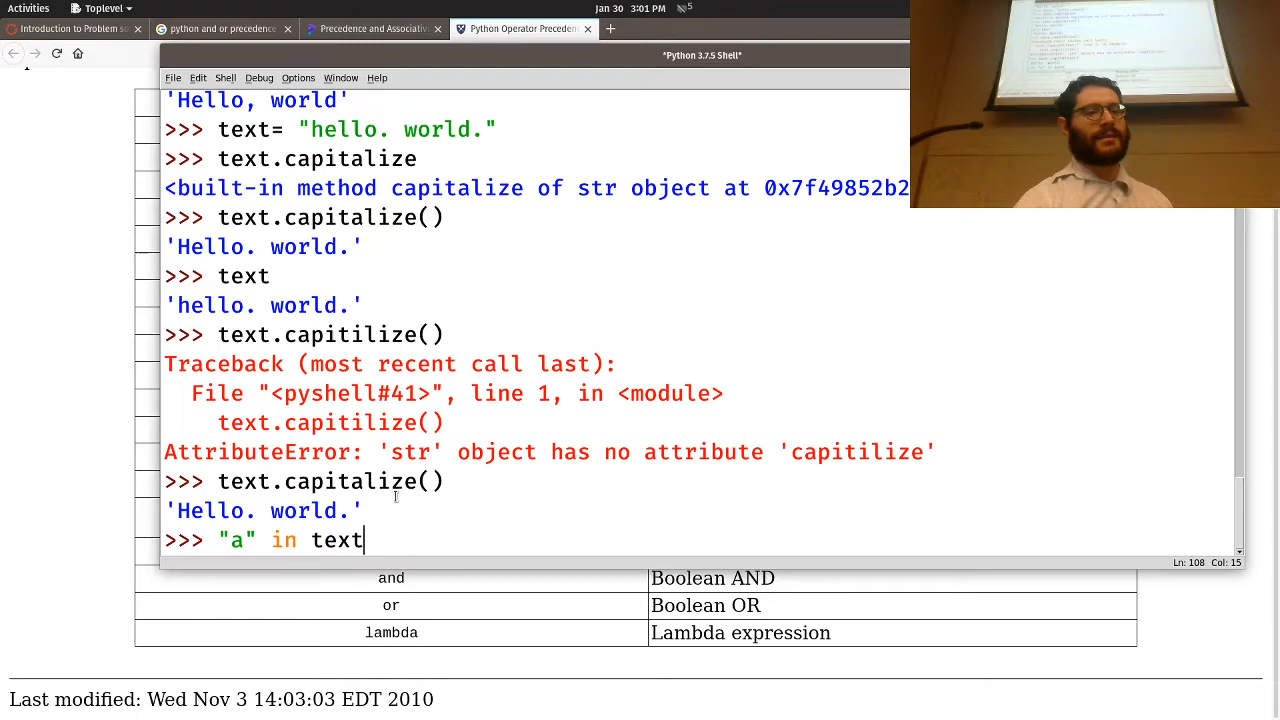 Activities Toplevel Jan 30 3:01 PM 5
Introduction to Problem so python and or precede Precedence And Associativ Python Operator Precedenc
*Python 3.7.5 Shell*
File Edit Shell Debug Options Window Help
'Hello, world'
>>> text= "hello. world."
>>> text.capitalize
<built-in method capitalize of str object at 0x7f49852b2
>>> text.capitalize()
'Hello. world.'
>>> text
'hello. world.'
>>> text.capitilize()
Traceback (most recent call last):
File "<pyshell#41>", line 1, in <module>
text.capitilize()
AttributeError: 'str' object has no attribute 'capitilize'
>>> text.capitalize()
'Hello. world.'
>>> "a" in text
Ln: 108 Col: 15
and Boolean AND
or Boolean OR
lambda Lambda expression
Last modified: Wed Nov 3 14:03:03 EDT 2010